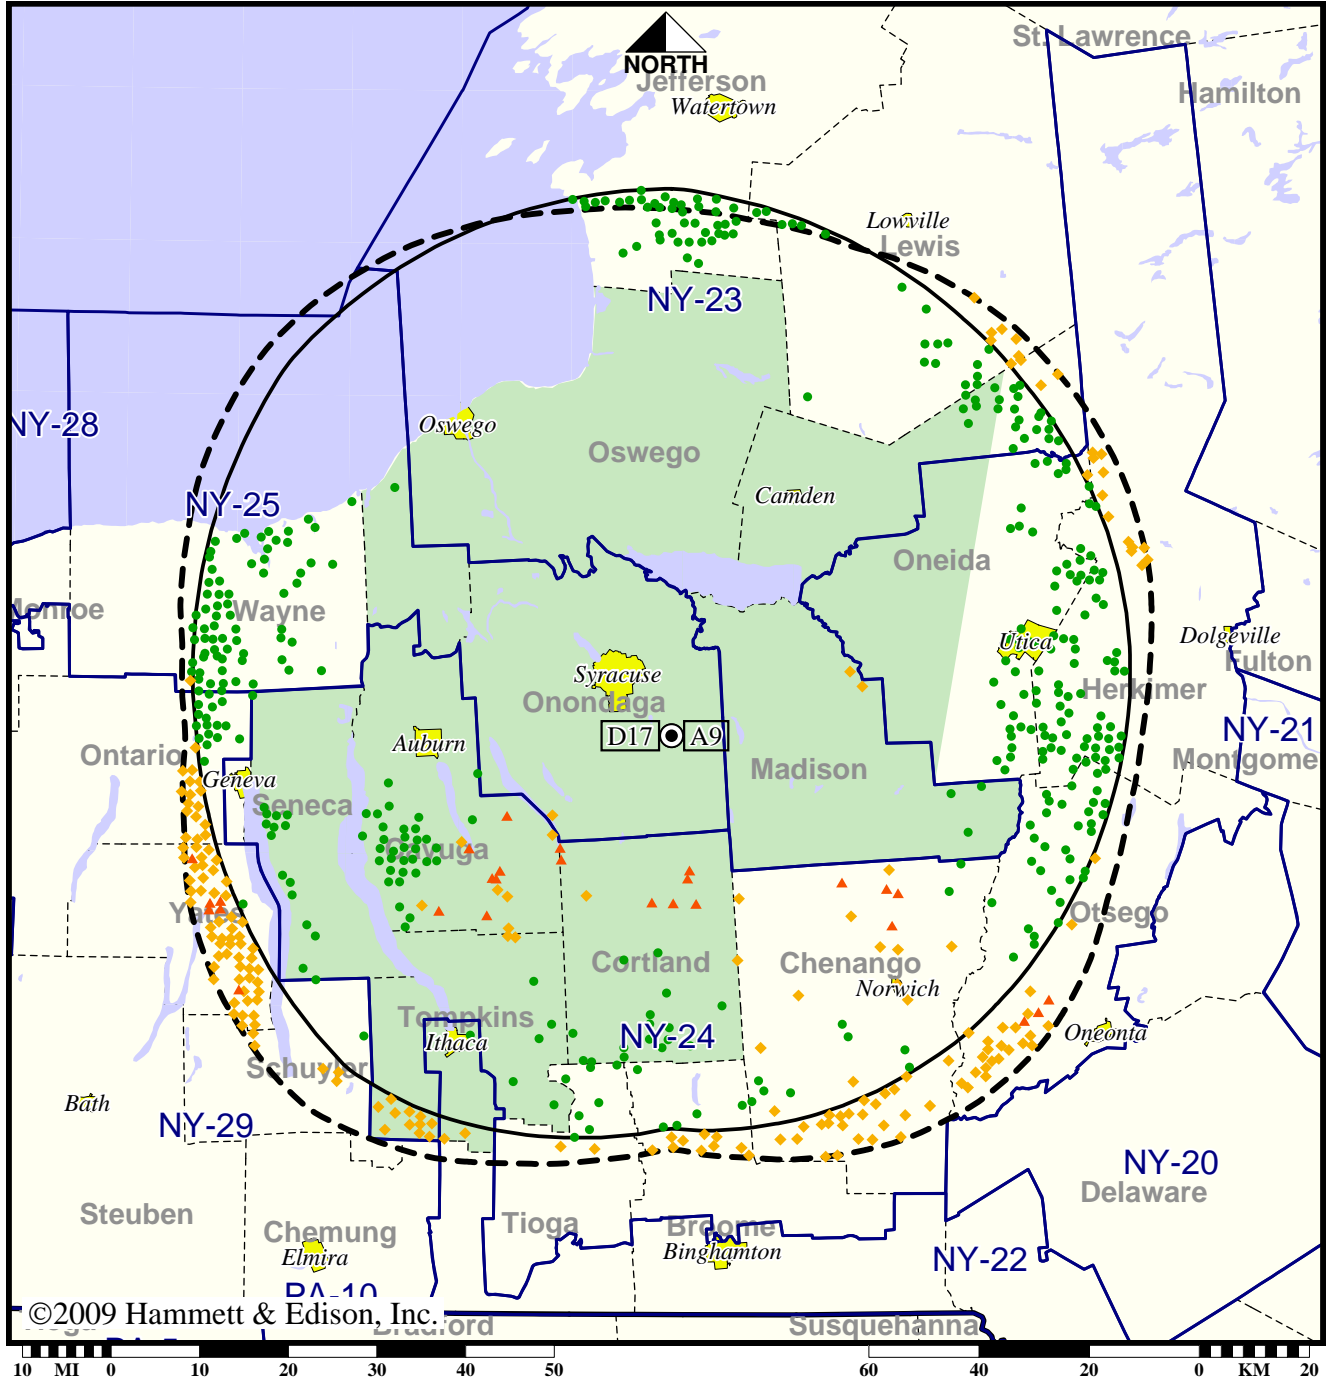 St. Lawrence
NORTH
Jefferson
Hamilton
Watertown
Lowville
Lewis
NY-23
NY-28
Oswego
Oswego
NY-25
Camden
Oneida
Monroe
Wayne
Utica
Dolgeville
Fulton
Syracuse
Onondaga
Herkimer
D17
A9
NY-21
Auburn
Ontario
Madison
Montgome
Geneva
Seneca
Cayuga
Yates
Otsego
Cortland
Chenango
Norwich
Tompkins
Ithaca
NY-24
Oneonta
Schuyler
Bath
NY-29
NY-20
Delaware
Steuben
Chemung
Elmira
Tioga
Broome
Binghamton
NY-22
PA-10
©2009 Hammett & Edison, Inc.
Bradford
Susquehanna
10 MI 0 10 20 30 40 50 60 40 20 0 KM 20